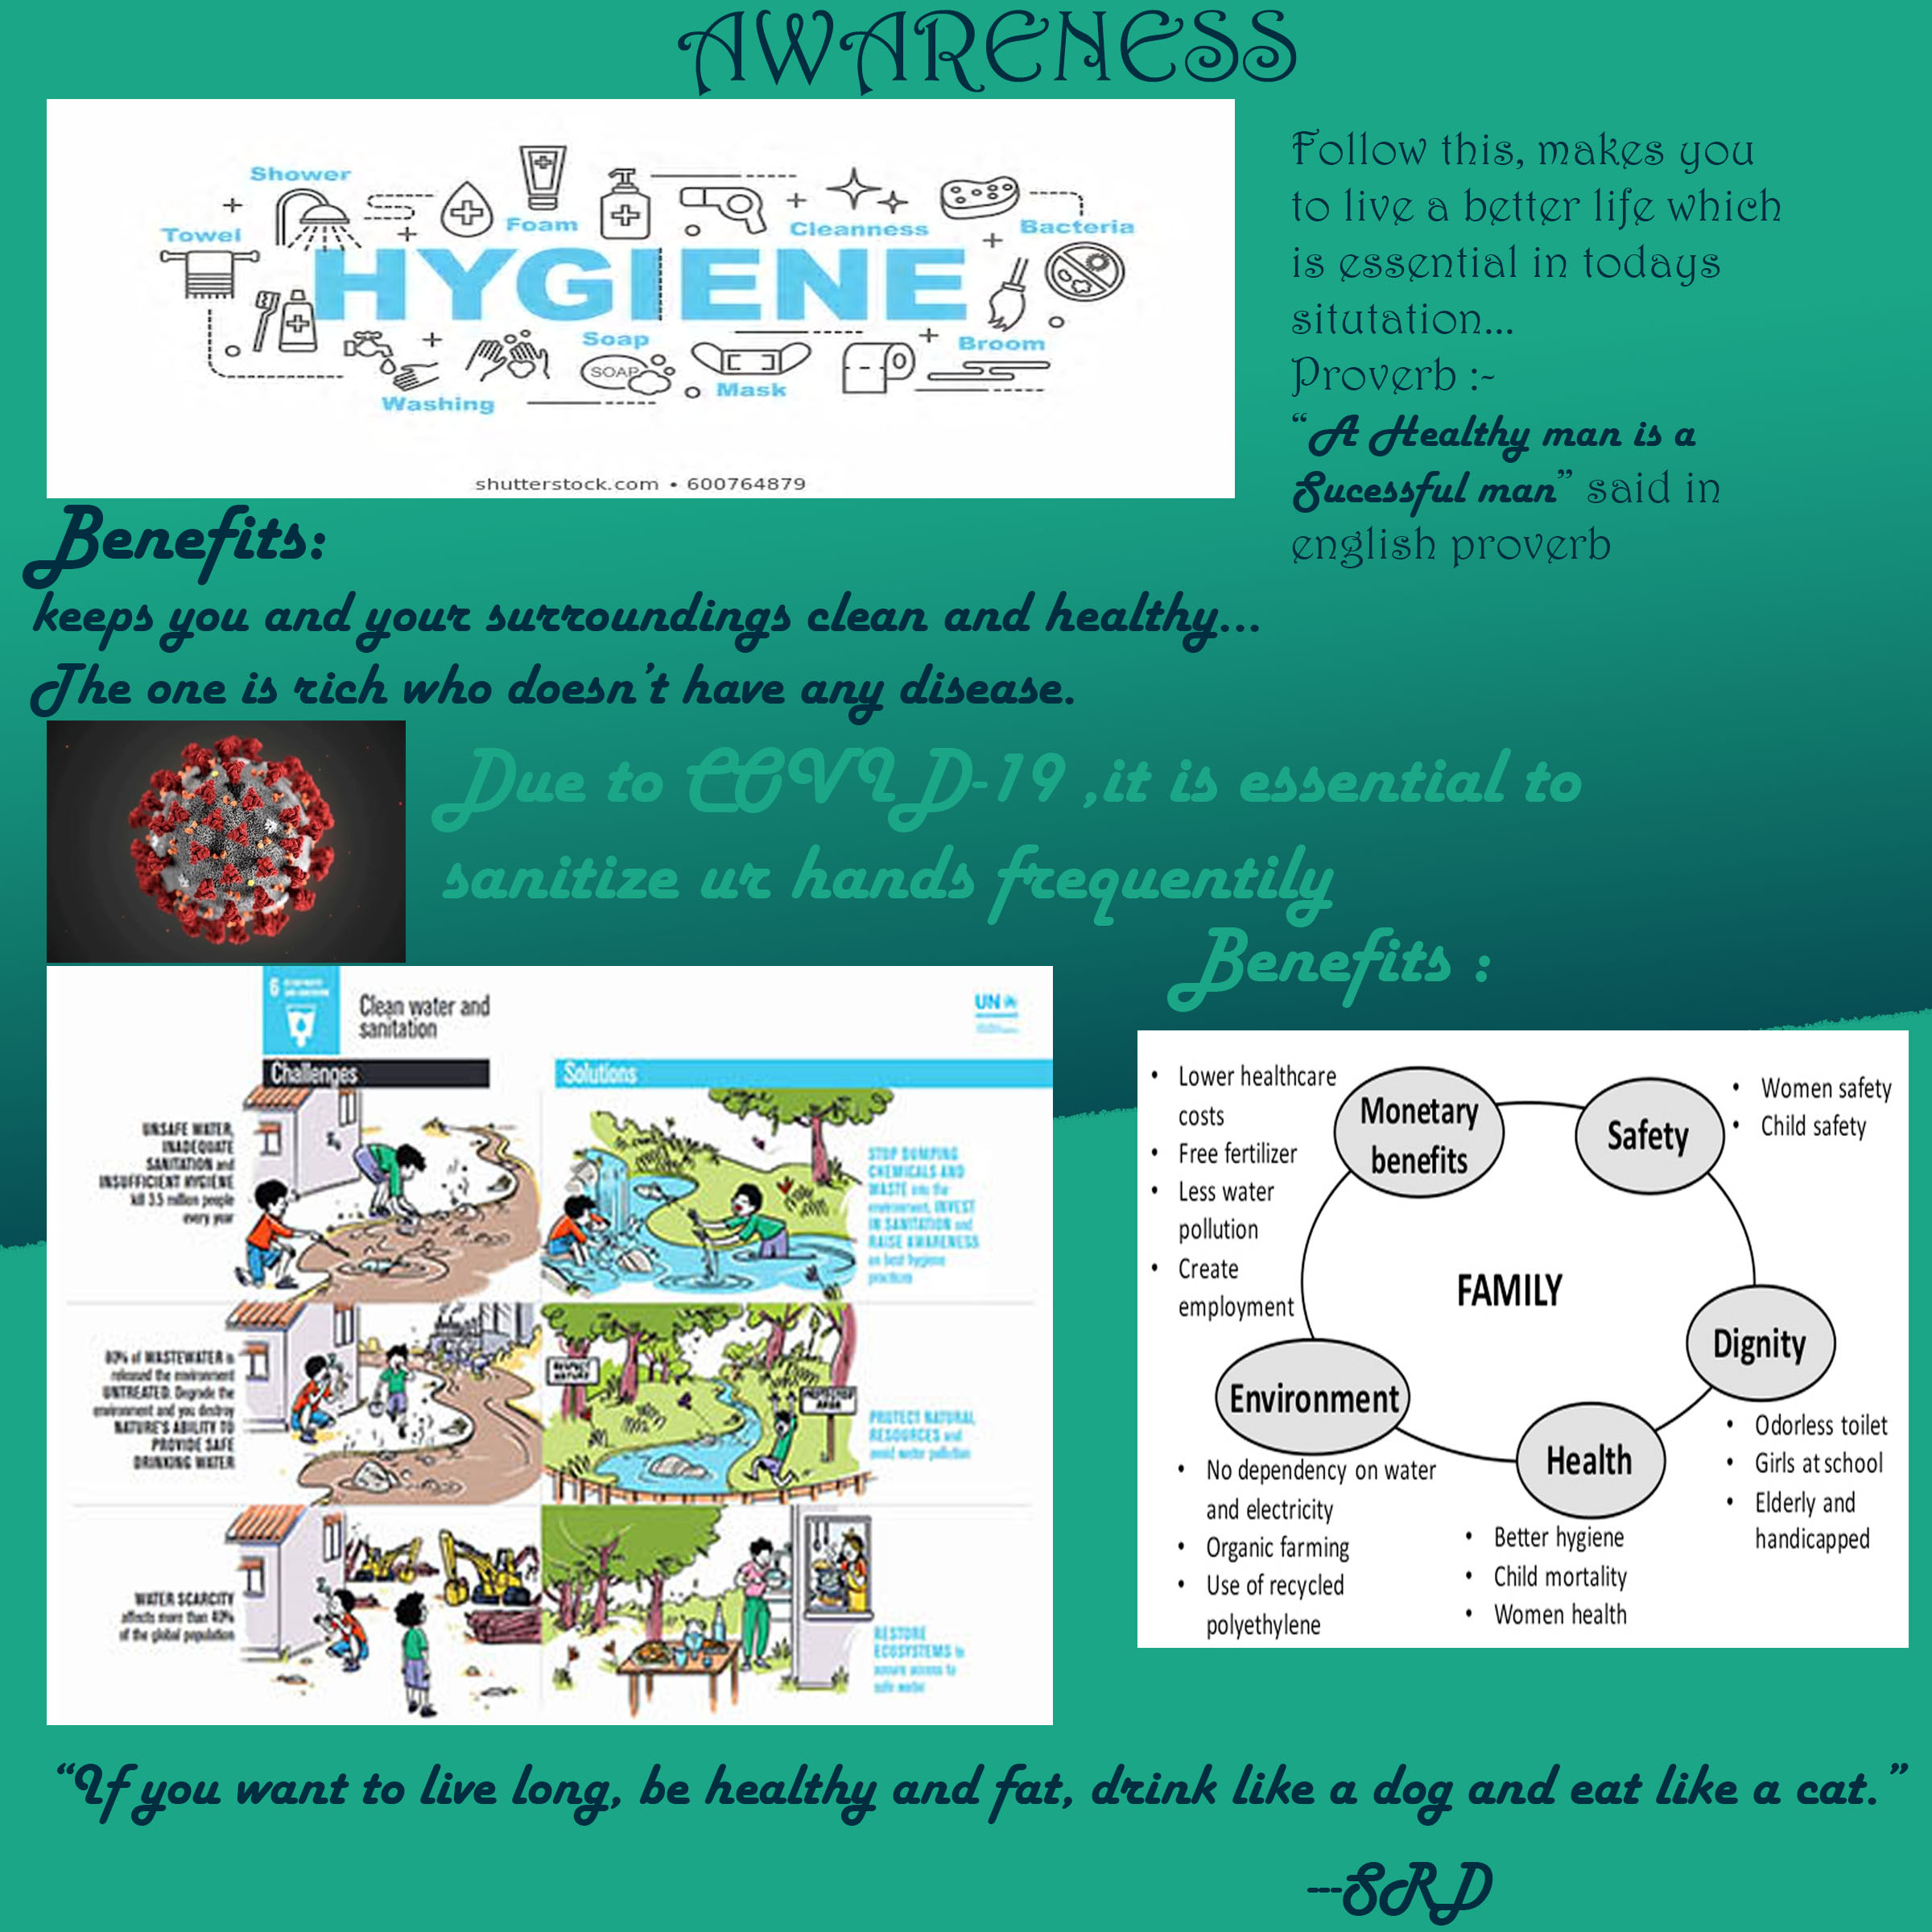 AWARENESS
Shower
Towel
Foam
Cleanness
Bacteria
HYGIENE
Soap
SOAP
Broom
Mask
Washing
shutterstock.com • 600764879
Follow this, makes you
to live a better life which
is essential in todays
situtation...
Proverb :-
“A Healthy man is a
Sucessful man” said in
english proverb
Benefits:
keeps you and your surroundings clean and healthy...
The one is rich who doesn’t have any disease.
Due to COVID-19 ,it is essential to
sanitize ur hands frequentily
6
Clean water and
sanitation
UN
Challenges
Solutions
UNSAFE WATER,
INADEQUATE
SANITATION and
INSUFFICIENT HYGIENE
kill 3.5 million people
every year
STOP DUMPING
CHEMICALS AND
WASTE into the
environment, INVEST
IN SANITATION and
RAISE AWARENESS
on best hygiene
practices
80% of WASTEWATER is
released the environment
UNTREATED. Degrade the
environment and you destroy
NATURE'S ABILITY TO
PROVIDE SAFE
DRINKING WATER
RESPECT
NATURE
PROTECTED
AREA
PROTECT NATURAL
RESOURCES and
avoid water pollution
WATER SCARCITY
affects more than 40%
of the global population
RESTORE
ECOSYSTEMS to
ensure access to
safe water
Benefits :
• Lower healthcare
costs
• Free fertilizer
• Less water
pollution
• Create
employment
Monetary
benefits
Safety
• Women safety
• Child safety
FAMILY
Dignity
• Odorless toilet
• Girls at school
• Elderly and
handicapped
Environment
• No dependency on water
and electricity
• Organic farming
• Use of recycled
polyethylene
Health
• Better hygiene
• Child mortality
• Women health
“If you want to live long, be healthy and fat, drink like a dog and eat like a cat.”
---SRD